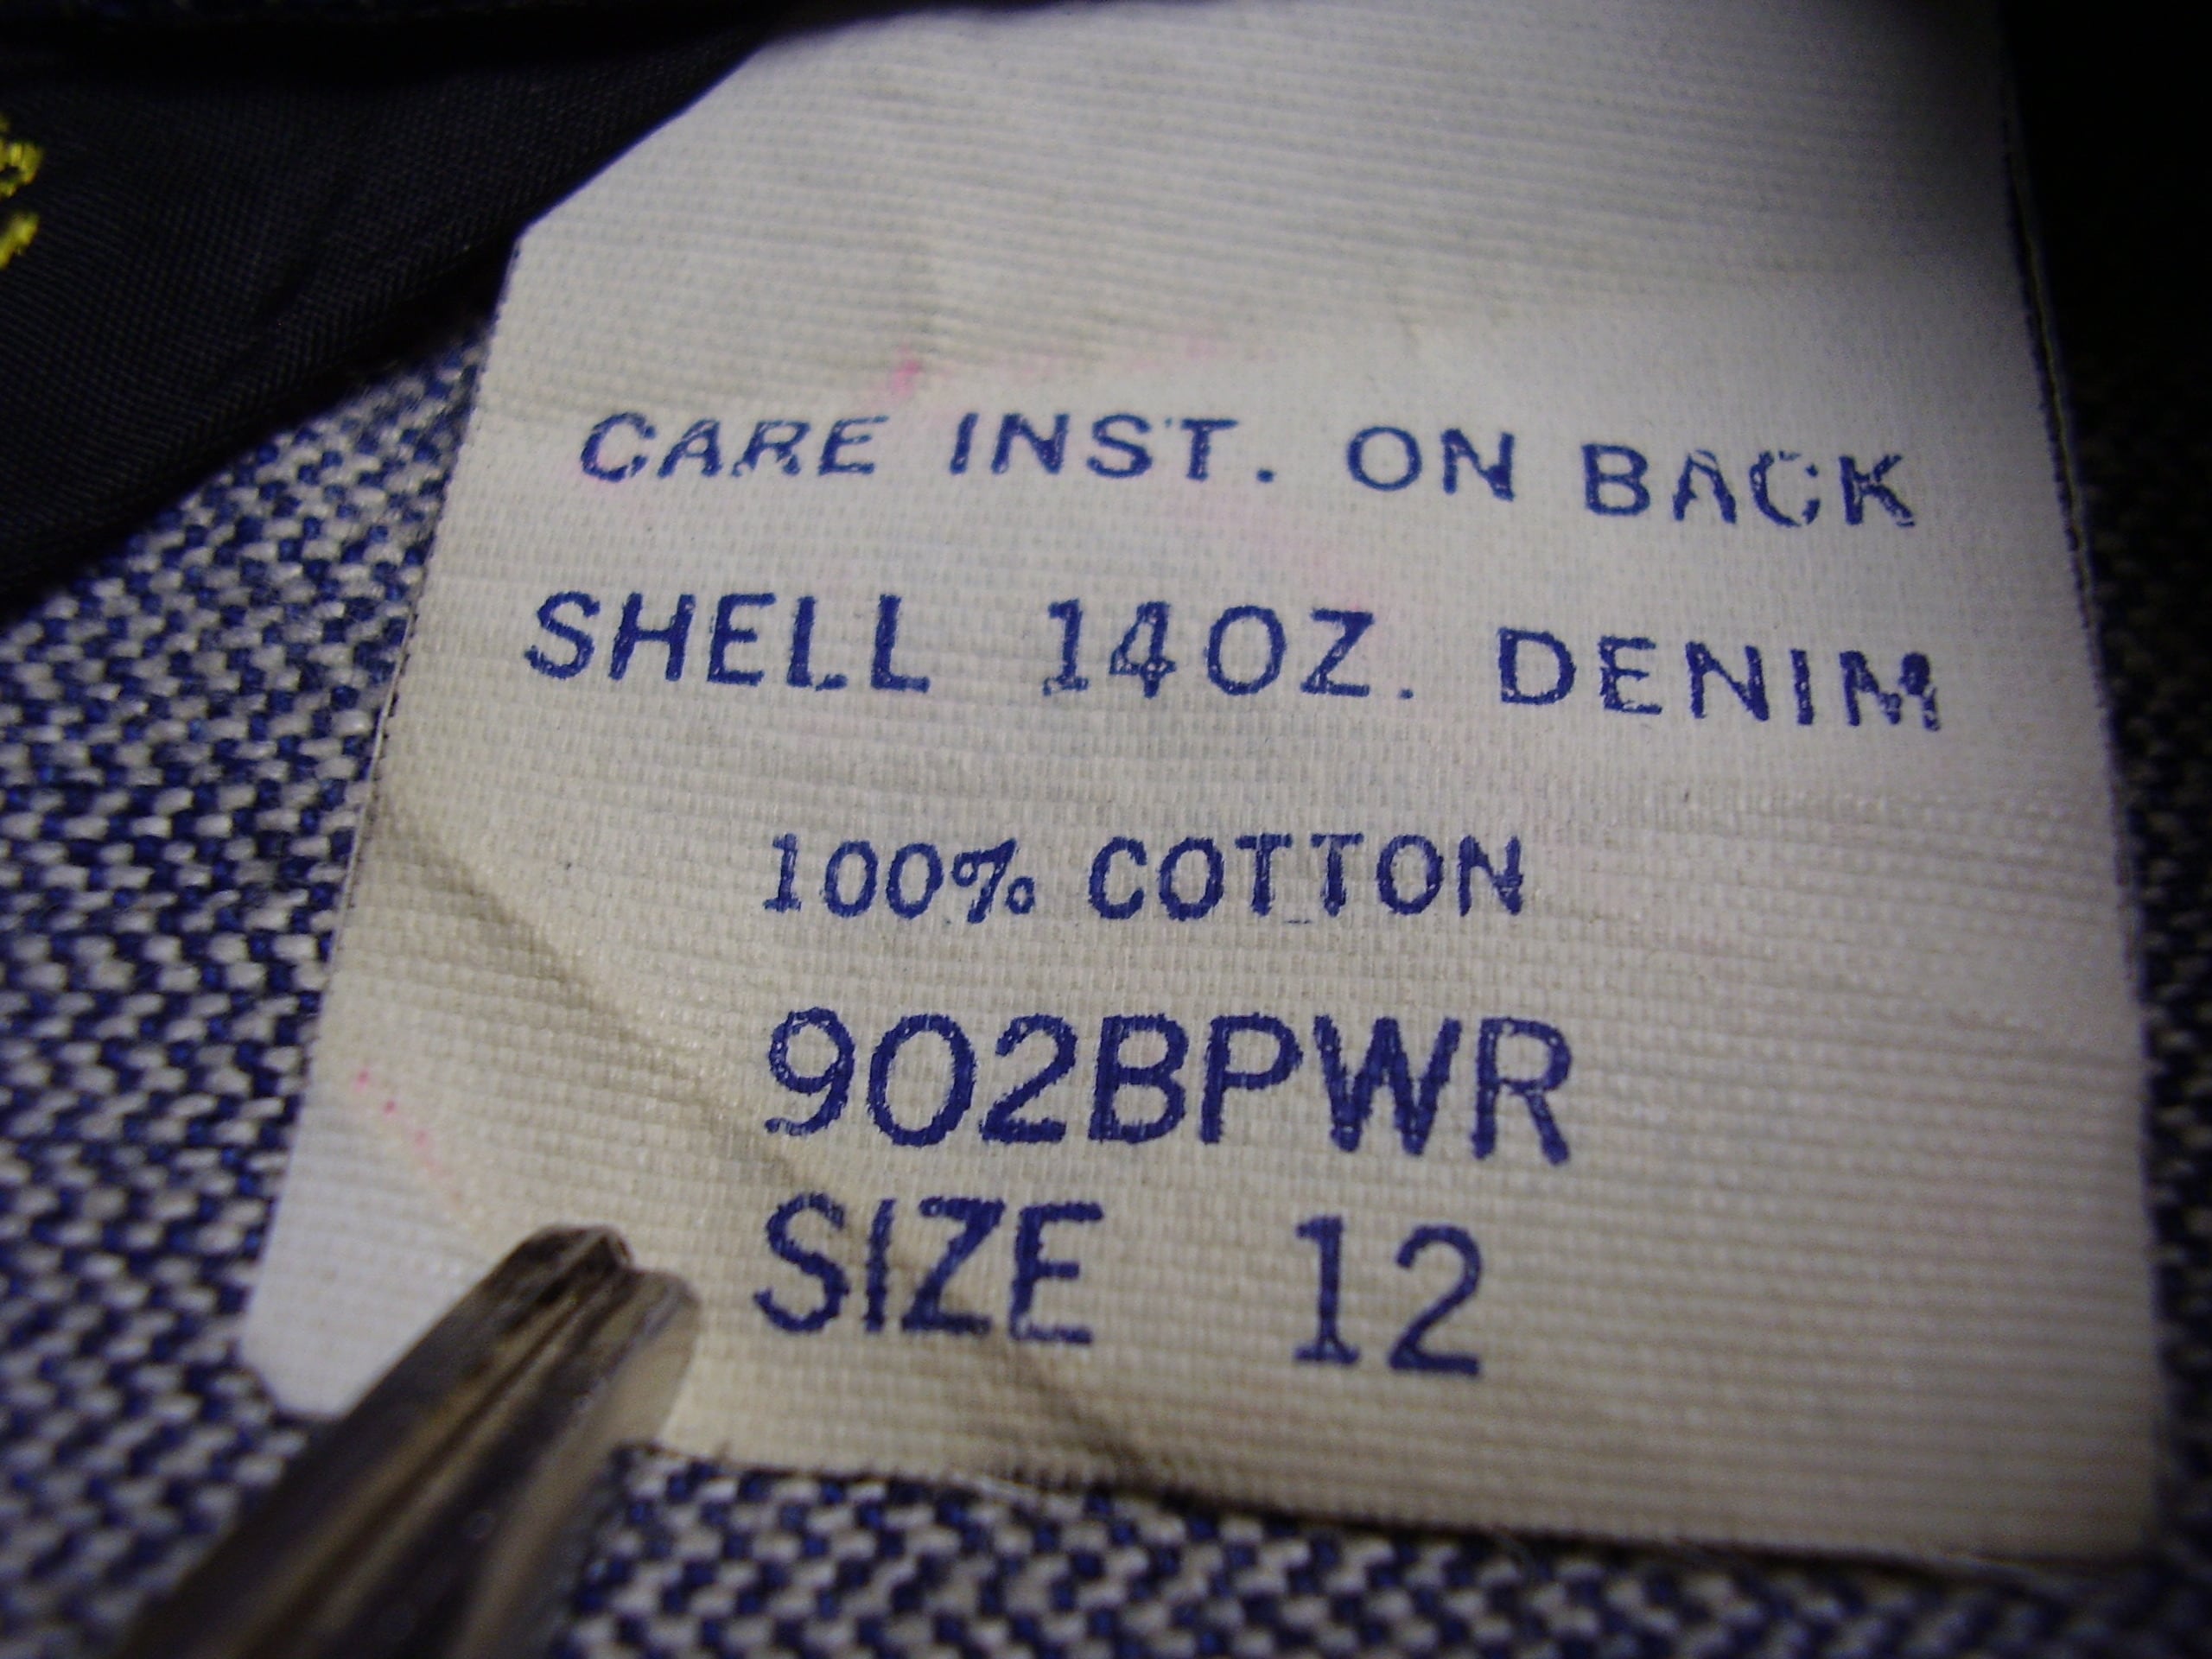 CARE INST. ON BACK
SHELL 14OZ. DENIM
100% COTTON
902BPWR
SIZE 12